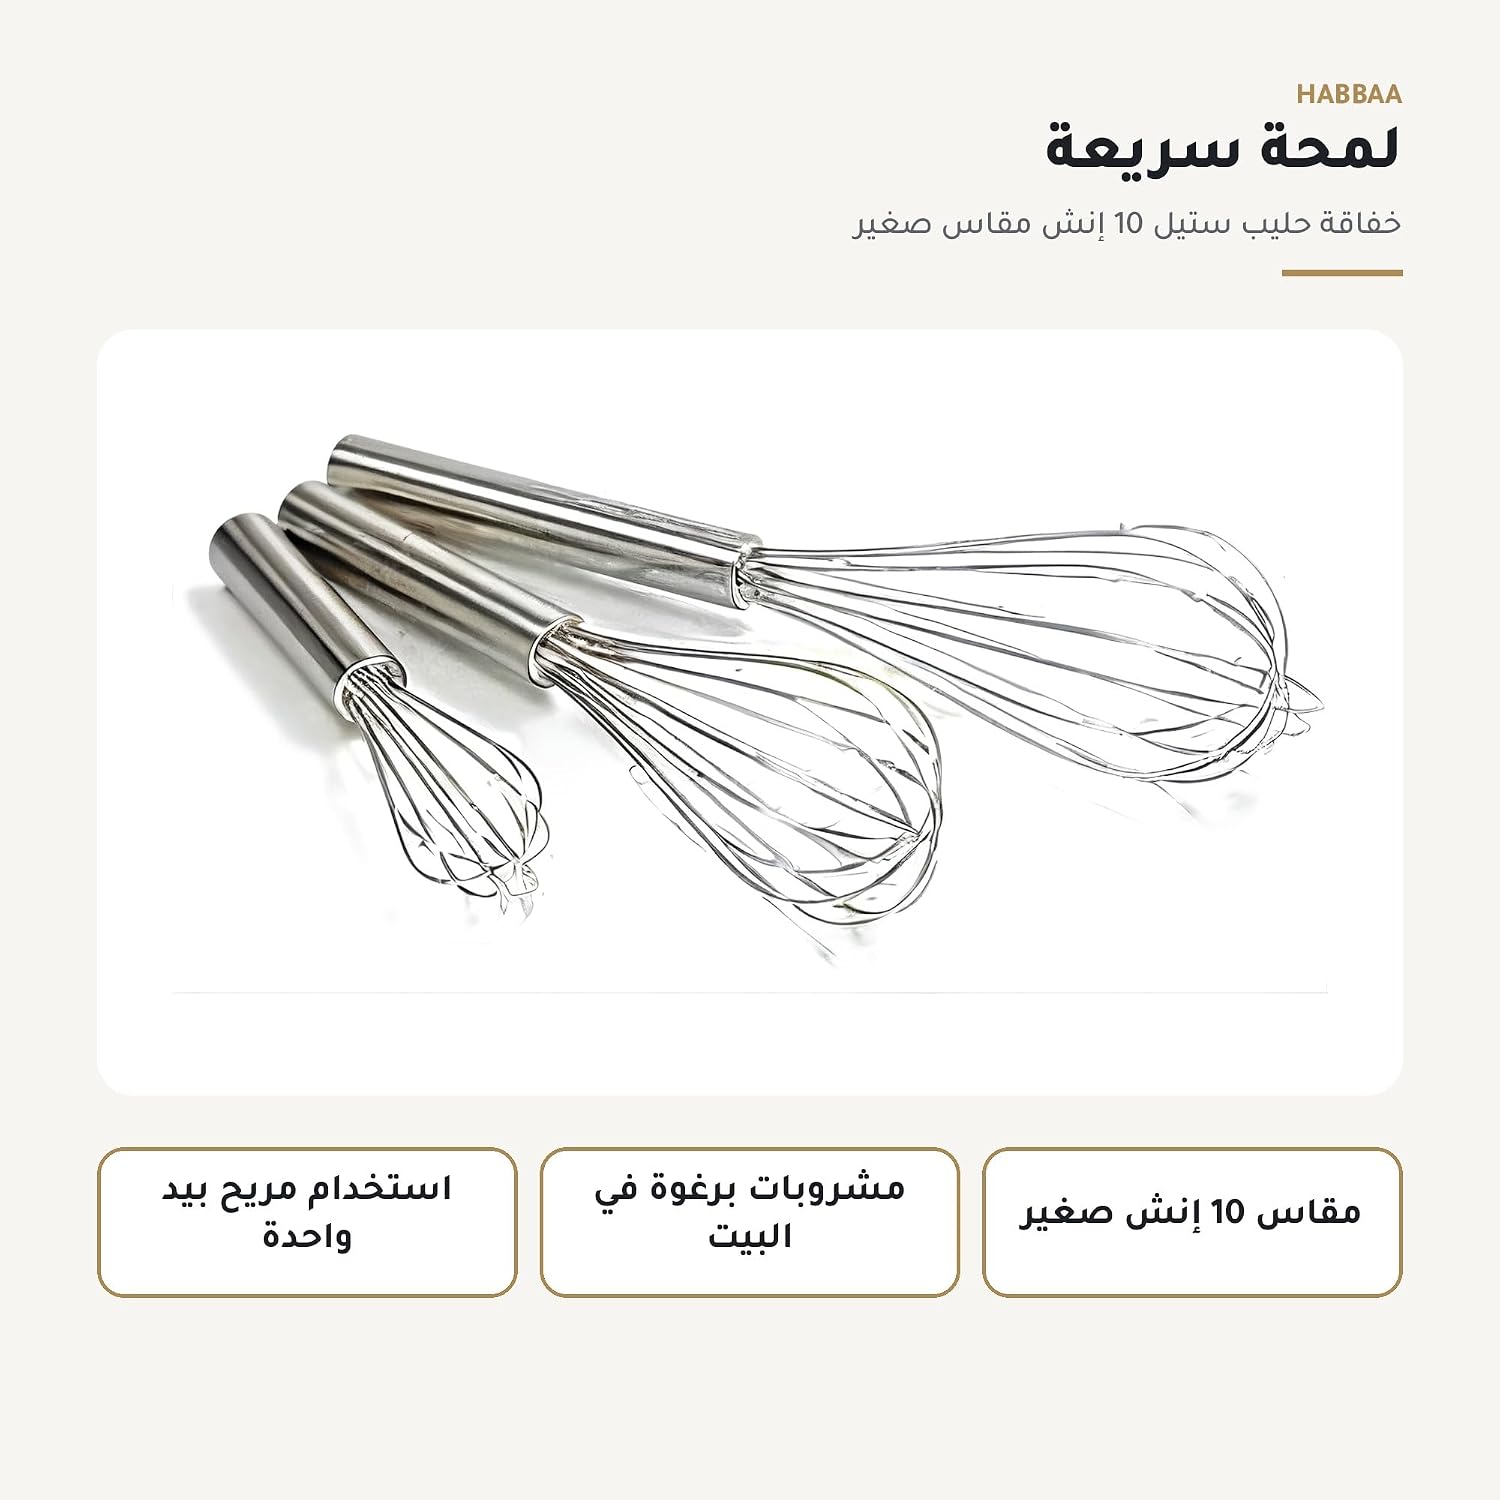 HABBAA
لمحة سريعة
خفاقة حليب ستيل 10 إنش مقاس صغير
مقاس 10 إنش صغير
مشروبات برغوة في
البيت
استخدام مريح بيد
واحدة